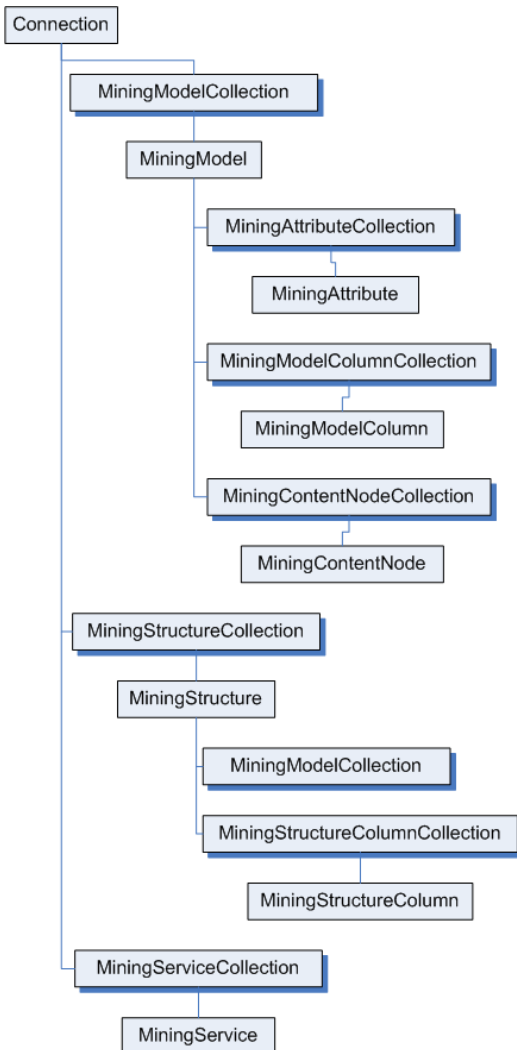 Connection
MiningModelCollection
MiningModel
MiningAttributeCollection
MiningAttribute
MiningModelColumnCollection
MiningModelColumn
MiningContentNodeCollection
MiningContentNode
MiningStructureCollection
MiningStructure
MiningModelCollection
MiningStructureColumnCollection
MiningStructureColumn
MiningServiceCollection
MiningService